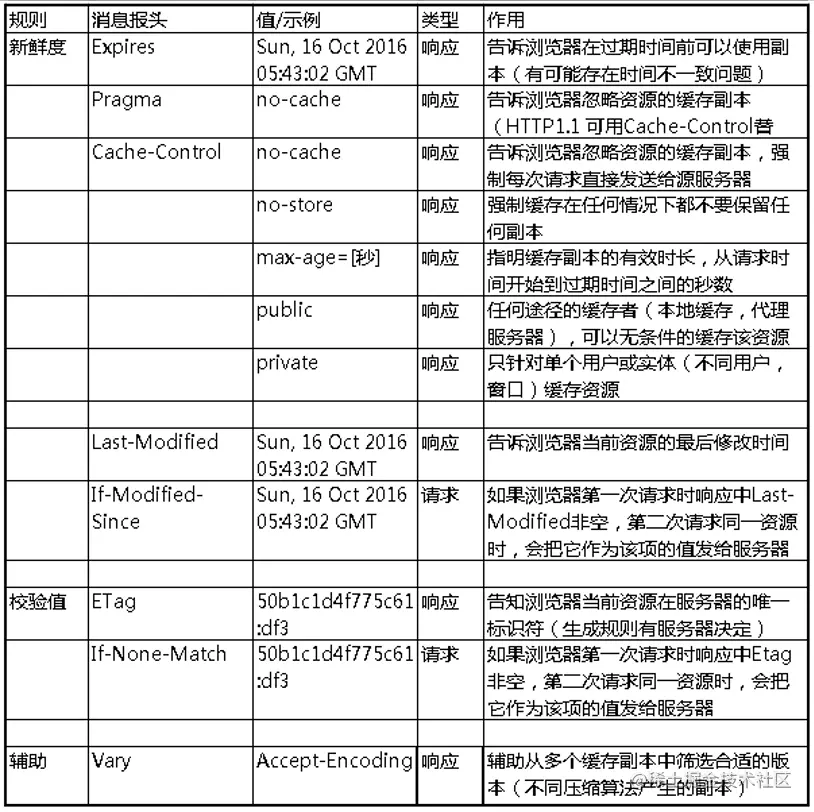 规则 消息报头 值/示例 类型 作用
新鲜度 Expires Sun, 16 Oct 2016 响应 告诉浏览器在过期时间前可以使用副
05:43:02 GMT 本（有可能存在时间不一致问题）
Pragma no-cache 响应 告诉浏览器忽略资源的缓存副本
（HTTP1.1 可用Cache-Control替
Cache-Control no-cache 响应 告诉浏览器忽略资源的缓存副本，强
制每次请求直接发送给源服务器
no-store 响应 强制缓存在任何情况下都不要保留任
何副本
max-age=[秒] 响应 指明缓存副本的有效时长，从请求时
间开始到过期时间之间的秒数
public 响应 任何途径的缓存者（本地缓存，代理
服务器），可以无条件的缓存该资源
private 响应 只针对单个用户或实体（不同用户，
窗口）缓存资源
Last-Modified Sun, 16 Oct 2016 响应 告诉浏览器当前资源的最后修改时间
05:43:02 GMT
If-Modified- Sun, 16 Oct 2016 请求 如果浏览器第一次请求时响应中Last-
Since 05:43:02 GMT Modified非空，第二次请求同一资源
时，会把它作为该项的值发给服务器
校验值 ETag 50b1c1d4f775c61 响应 告知浏览器当前资源在服务器的唯一
:df3 标识符（生成规则有服务器决定）
If-None-Match 50b1c1d4f775c61 请求 如果浏览器第一次请求时响应中Etag
:df3 非空，第二次请求同一资源时，会把
它作为该项的值发给服务器
辅助 Vary Accept-Encoding 响应 辅助从多个缓存副本中筛选合适的版
本（不同压缩算法产生的副本）
@稀土掘金技术社区